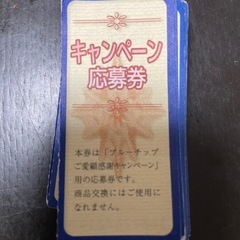 キャンペーン
応募券
本券は「ブルーチップ
ご愛顧感謝キャンペーン」
用の応募券です。
商品交換にはご使用に
なれません。